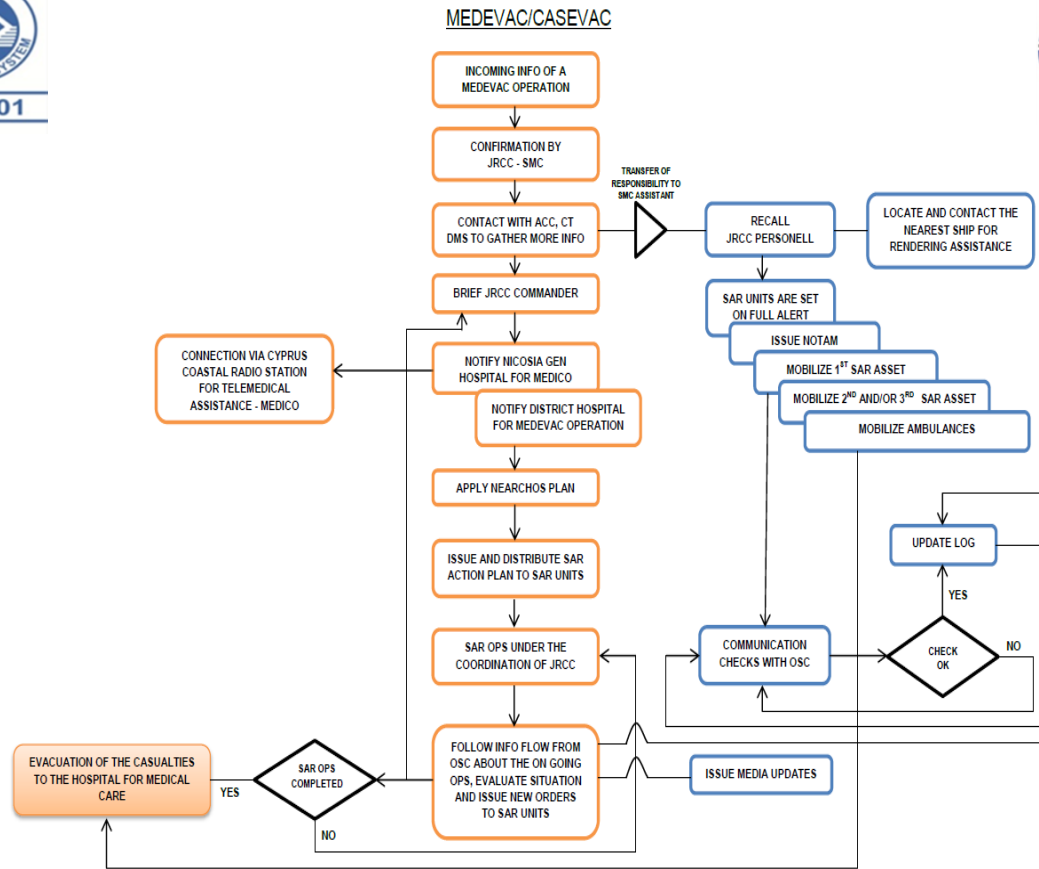 MEDEVAC/CASEVAC
SYSTEM
01
INCOMING INFO OF A
MEDEVAC OPERATION
CONFIRMATION BY
JRCC - SMC
TRANSFER OF
RESPONSIBILITY TO
SMC ASSISTANT
CONTACT WITH ACC, CT
DMS TO GATHER MORE INFO
RECALL
JRCC PERSONELL
LOCATE AND CONTACT THE
NEAREST SHIP FOR
RENDERING ASSISTANCE
BRIEF JRCC COMMANDER
SAR UNITS ARE SET
ON FULL ALERT
ISSUE NOTAM
CONNECTION VIA CYPRUS
COASTAL RADIO STATION
FOR TELEMEDICAL
ASSISTANCE - MEDICO
NOTIFY NICOSIA GEN
HOSPITAL FOR MEDICO
MOBILIZE 1ST SAR ASSET
MOBILIZE 2ND AND/OR 3RD SAR ASSET
NOTIFY DISTRICT HOSPITAL
FOR MEDEVAC OPERATION
MOBILIZE AMBULANCES
APPLY NEARCHOS PLAN
UPDATE LOG
ISSUE AND DISTRIBUTE SAR
ACTION PLAN TO SAR UNITS
YES
SAR OPS UNDER THE
COORDINATION OF JRCC
COMMUNICATION
CHECKS WITH OSC
CHECK
OK
NO
EVACUATION OF THE CASUALTIES
TO THE HOSPITAL FOR MEDICAL
CARE
YES
SAR OPS
COMPLETED
NO
FOLLOW INFO FLOW FROM
OSC ABOUT THE ON GOING
OPS, EVALUATE SITUATION
AND ISSUE NEW ORDERS
TO SAR UNITS
ISSUE MEDIA UPDATES